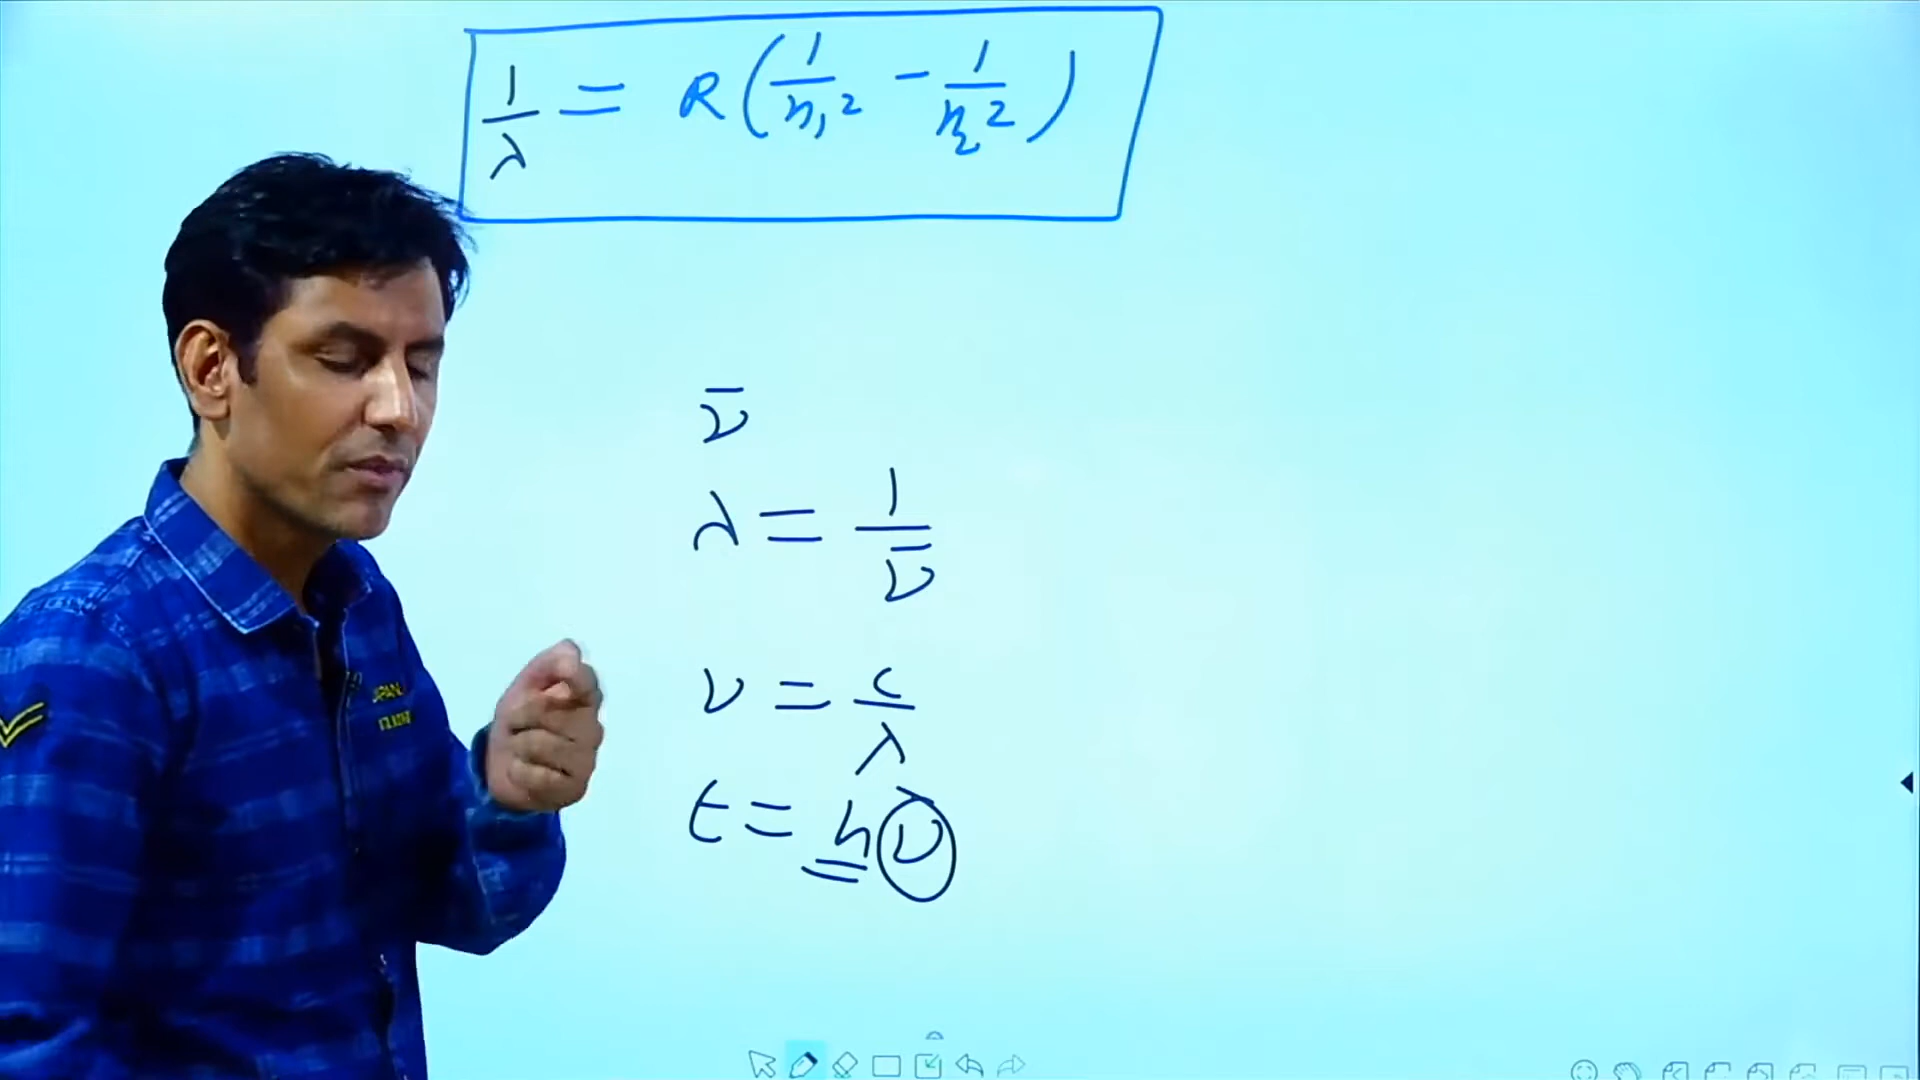 1/λ = R(1/n₁² − 1/n₂²)
ν̄
λ = 1/ν̄
ν = c/λ
E = hν